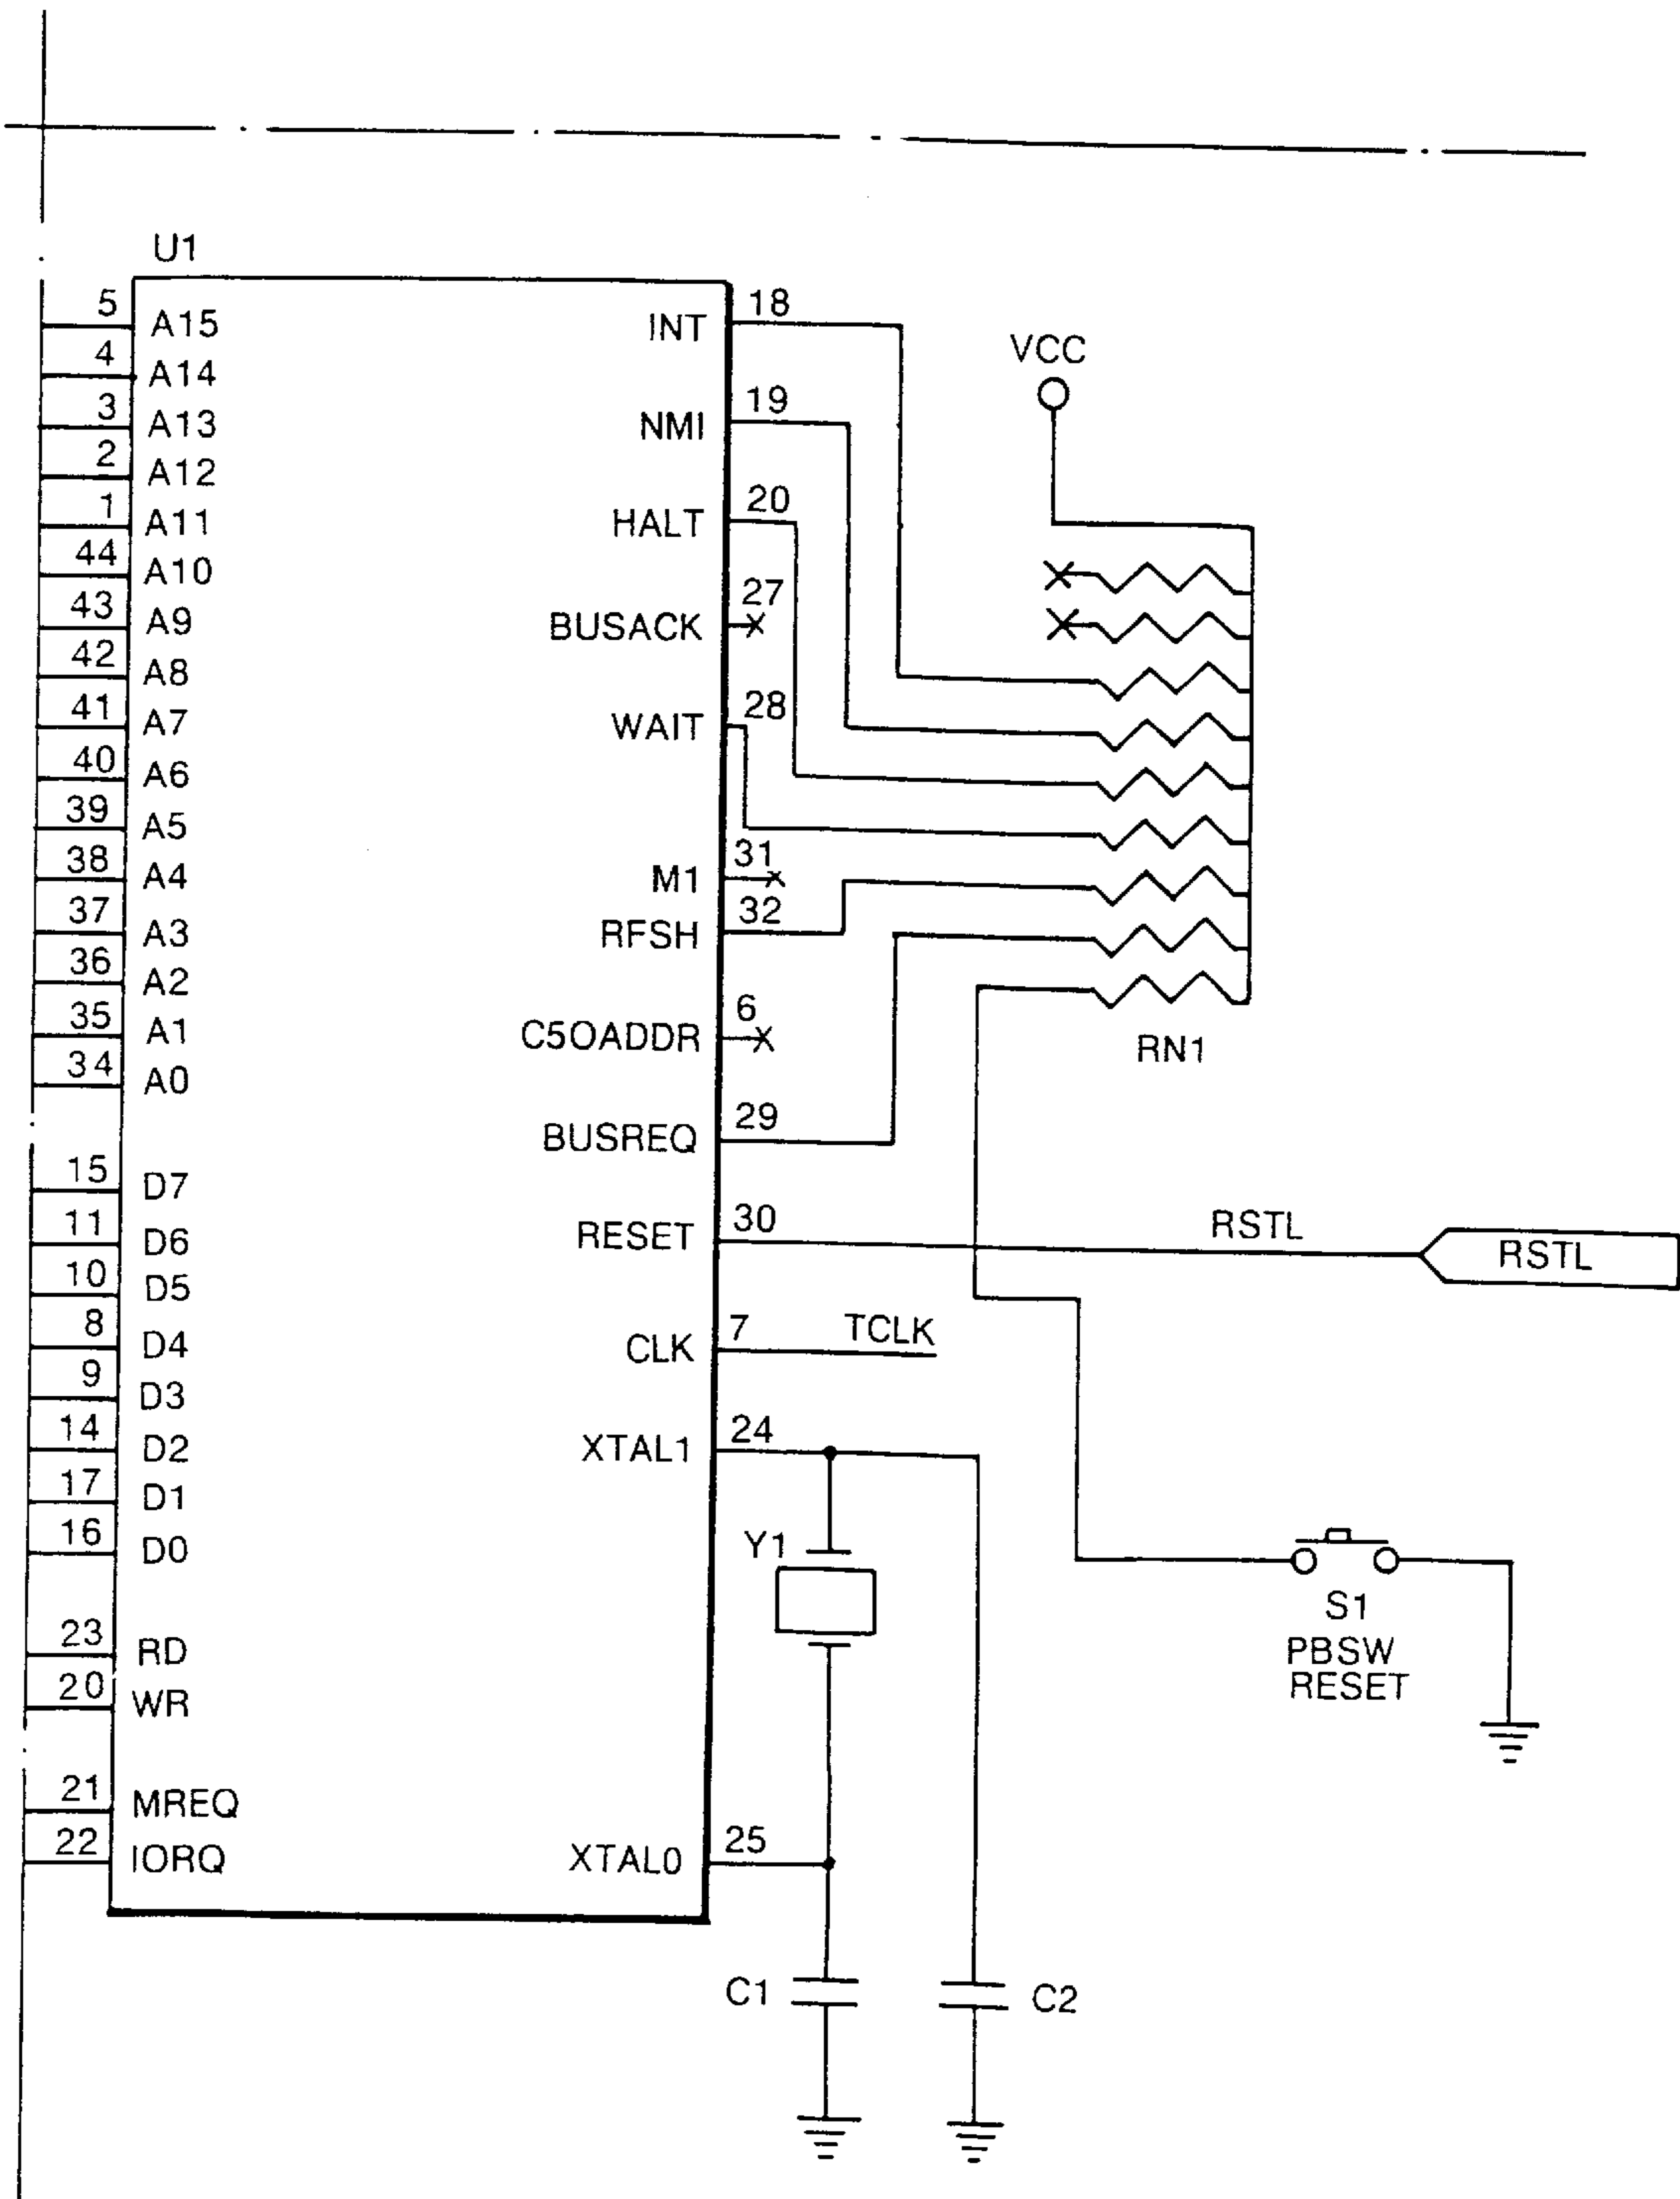 U1
5 A15
4 A14
3 A13
2 A12
1 A11
44 A10
43 A9
42 A8
41 A7
40 A6
39 A5
38 A4
37 A3
36 A2
35 A1
34 A0
15 D7
11 D6
10 D5
8 D4
9 D3
14 D2
17 D1
16 D0
23 RD
20 WR
21 MREQ
22 IORQ
INT 18
NMI 19
HALT 20
BUSACK 27
WAIT 28
M1 31
RFSH 32
C5OADDR 6
BUSREQ 29
RESET 30
CLK 7 TCLK
XTAL1 24
XTAL0 25
VCC
RN1
RSTL
RSTL
Y1
S1
PBSW
RESET
C1
C2